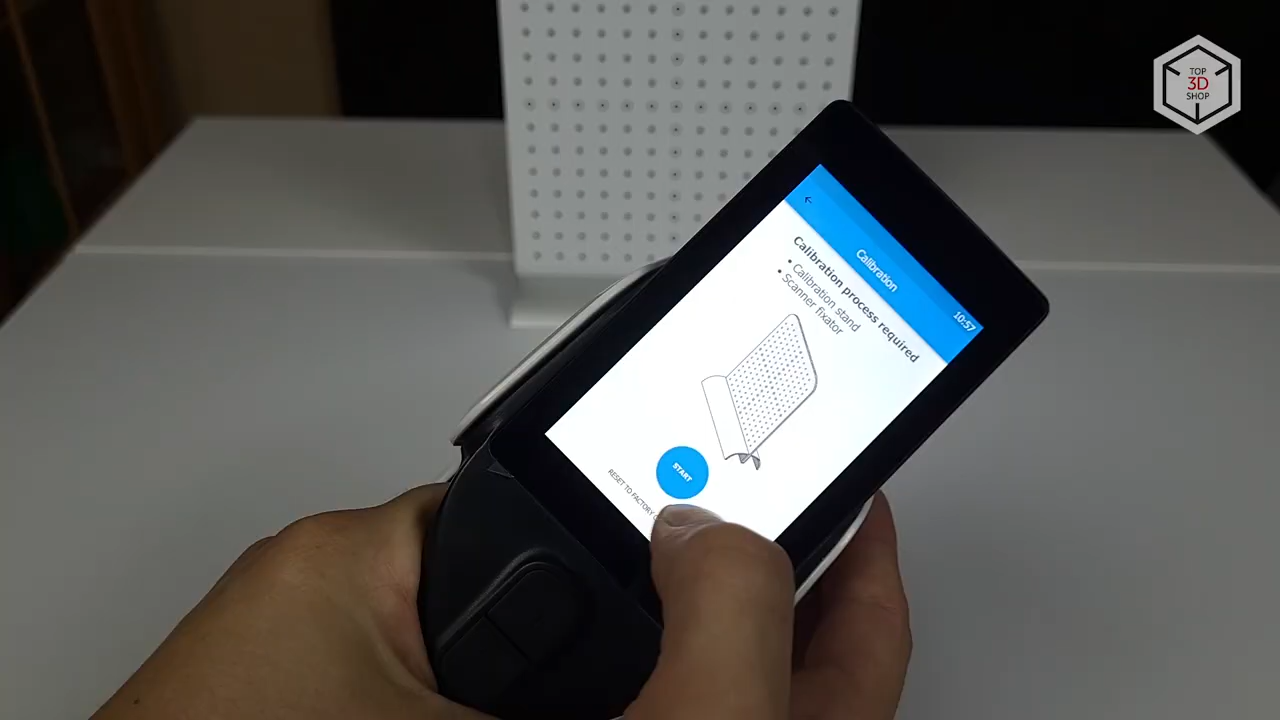 TOP
3D
SHOP
Calibration
10:57
Calibration process required
• Calibration stand
• Scanner fixator
START
RESET TO FACTORY